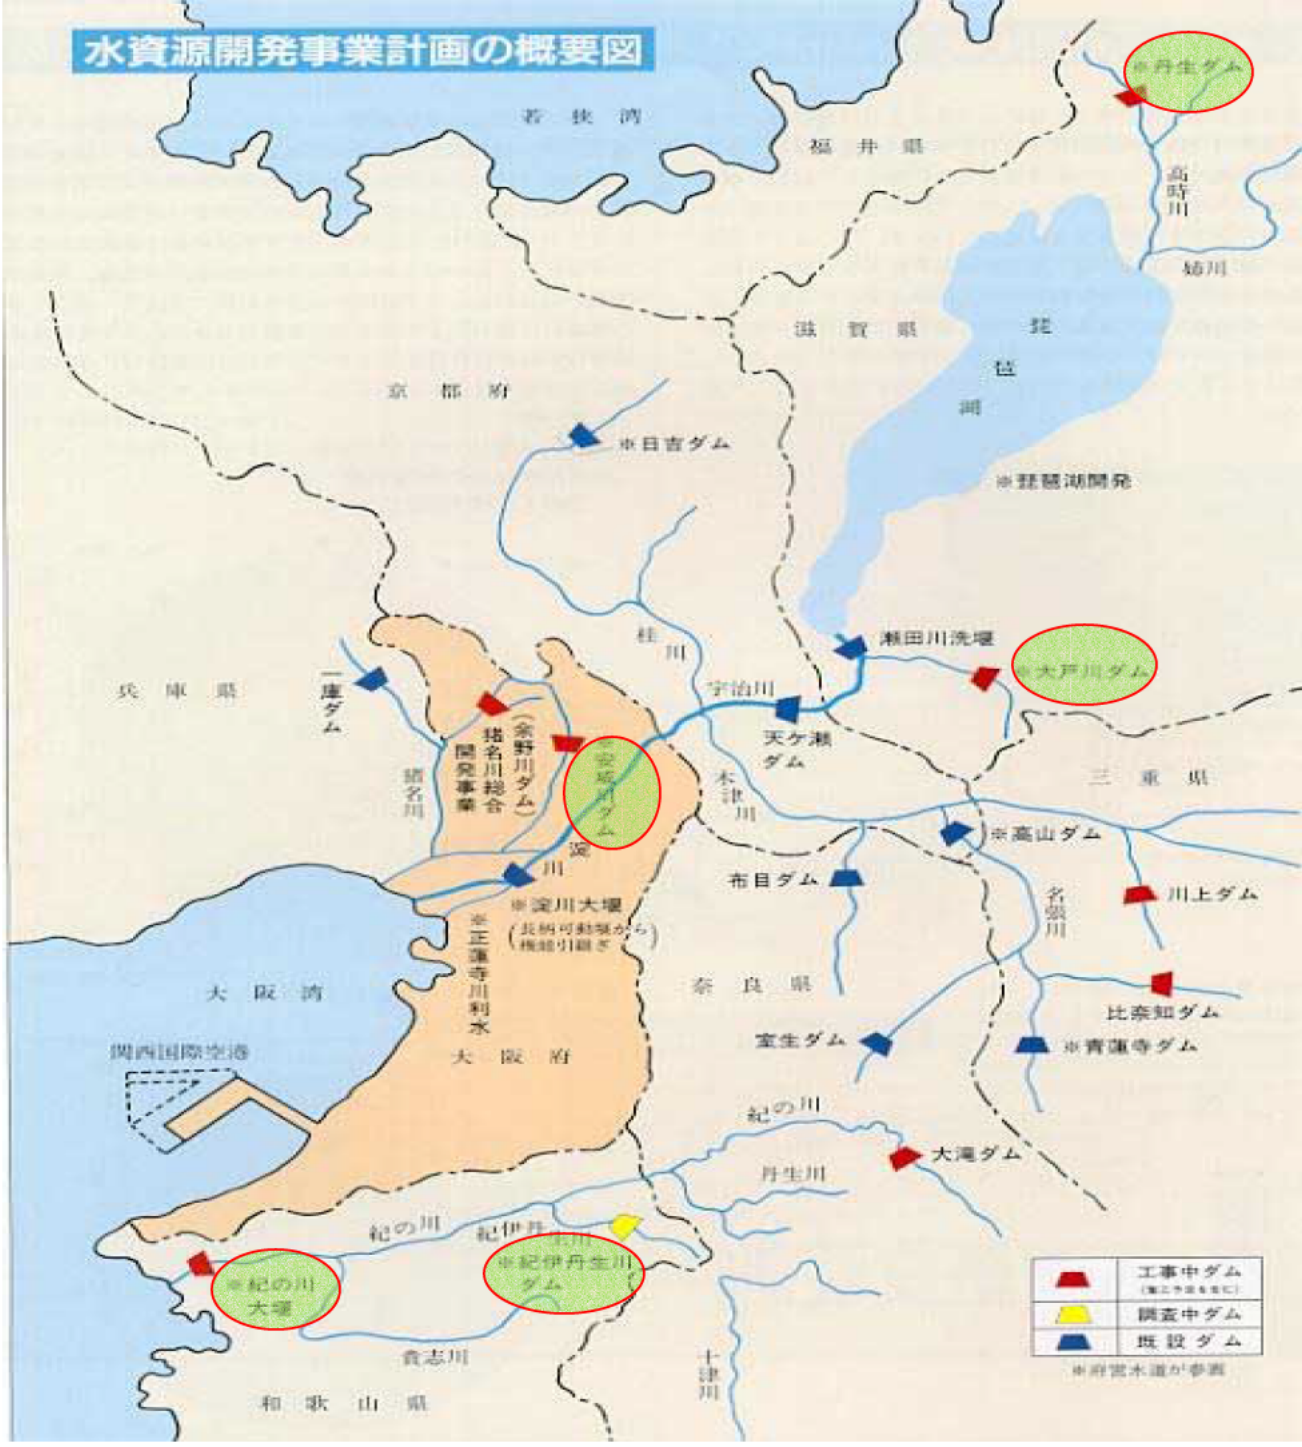 水資源開発事業計画の概要図
※丹生ダム
若狭湾
福井県
高時川
姉川
滋賀県
琵琶湖
京都府
※日吉ダム
※琵琶湖開発
桂川
瀬田川洗堰
※大戸川ダム
兵庫県
一庫ダム
宇治川
天ケ瀬
ダム
(余野川ダム)
猪名川総合
開発事業
※安威川ダム
猪名川
木津川
三重県
※高山ダム
淀川
布目ダム
川上ダム
名張川
※淀川大堰
(長柄可動堰から
機能引継ぎ)
※正蓮寺川利水
大阪湾
奈良県
比奈知ダム
関西国際空港
大阪府
室生ダム
※青蓮寺ダム
紀の川
大滝ダム
丹生川
紀の川
紀伊丹生川
※紀伊丹生川
ダム
※紀の川
大堰
貴志川
十津川
和歌山県
工事中ダム
調査中ダム
既設ダム
※府営水道が参画